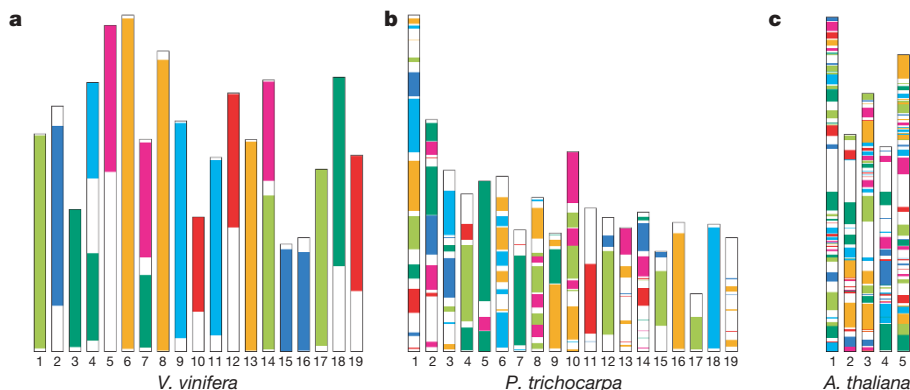 a
b
c
1 2 3 4 5 6 7 8 9 10 11 12 13 14 15 16 17 18 19
V. vinifera
1 2 3 4 5 6 7 8 9 10 11 12 13 14 15 16 17 18 19
P. trichocarpa
1 2 3 4 5
A. thaliana